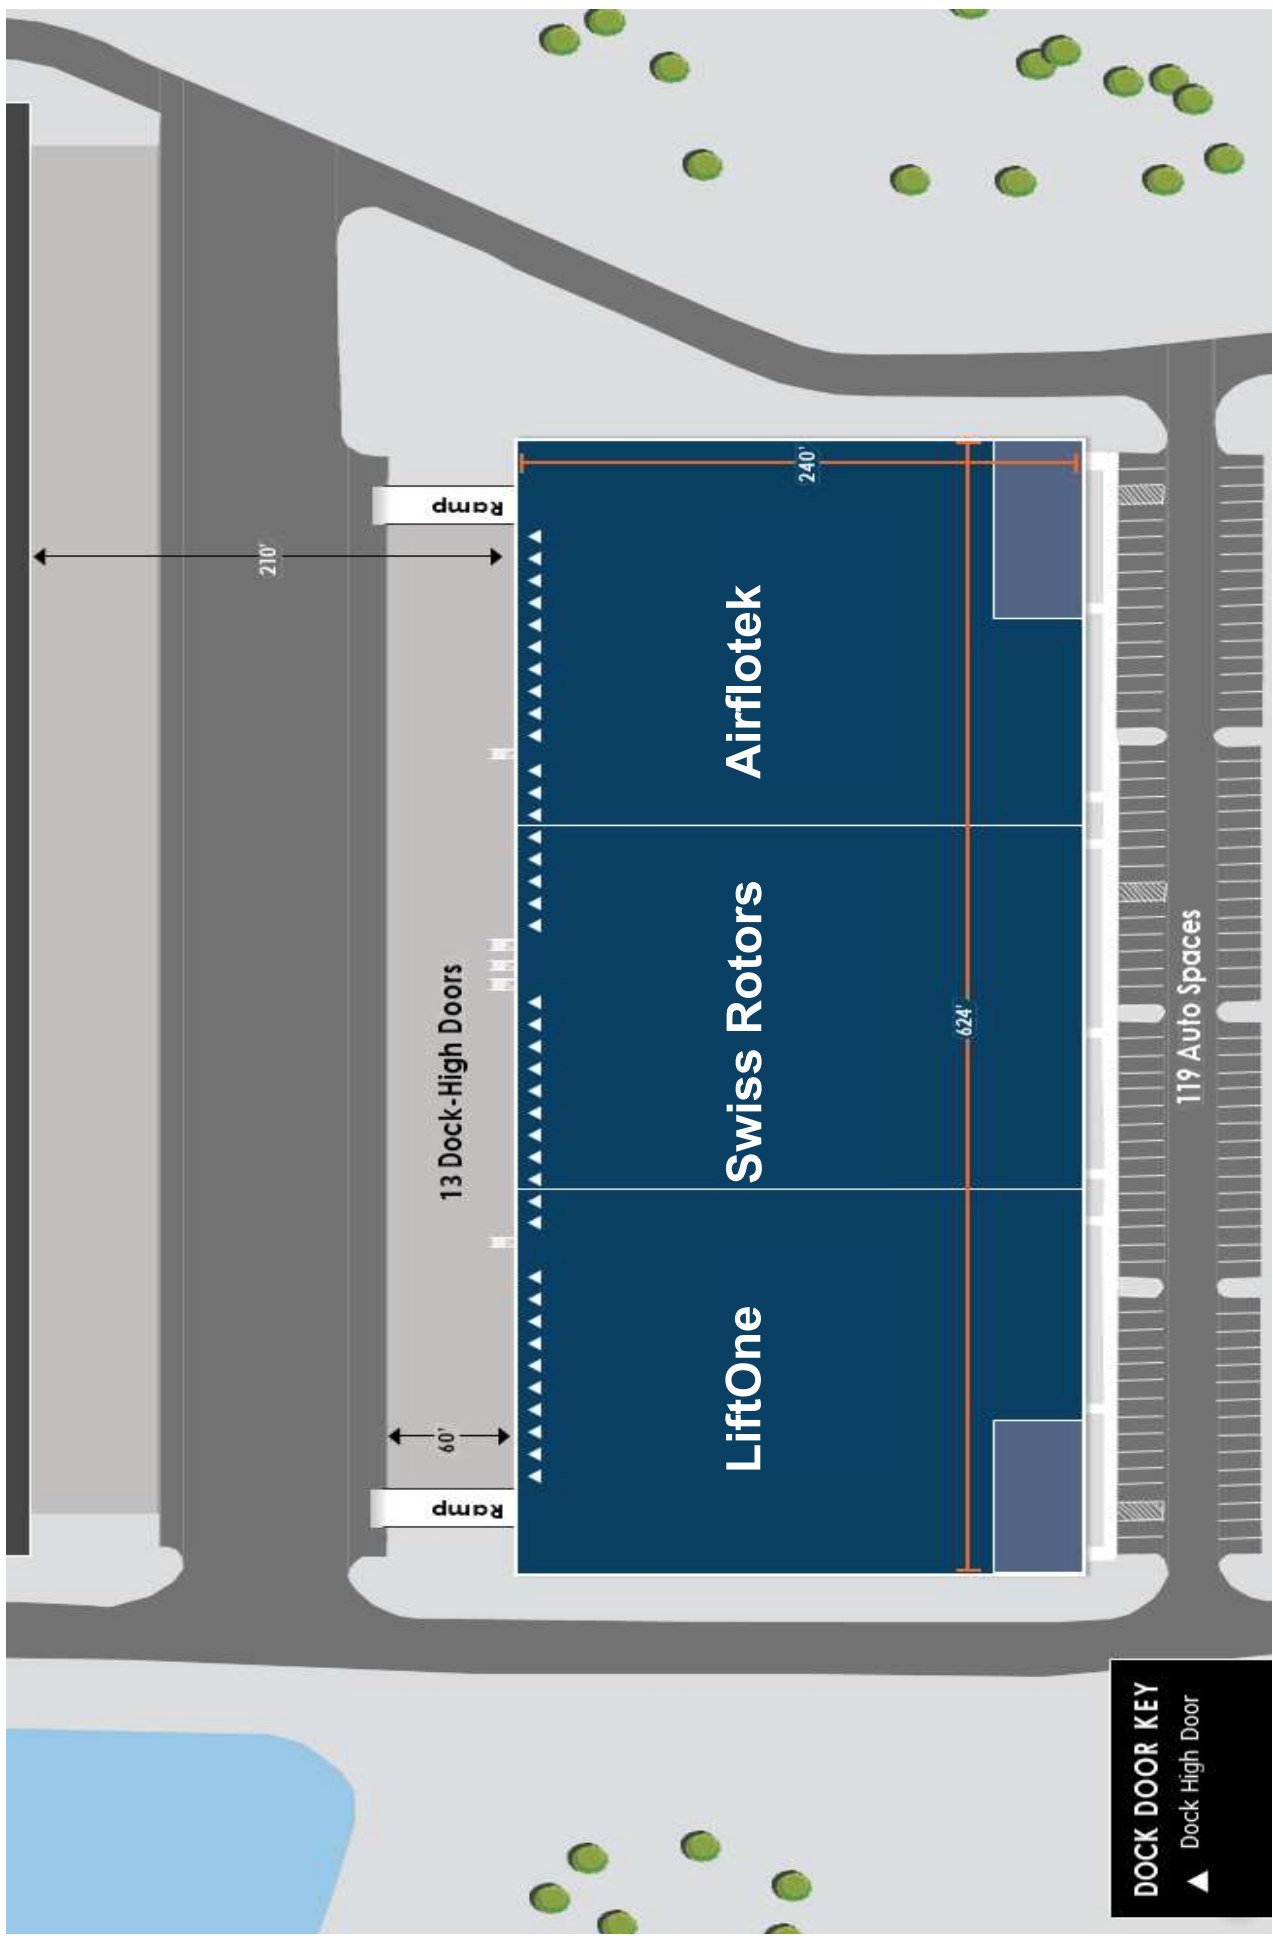 Ramp
210'
240'
Airflotek
13 Dock-High Doors
Swiss Rotors
624'
119 Auto Spaces
LiftOne
60'
Ramp
DOCK DOOR KEY
Dock High Door